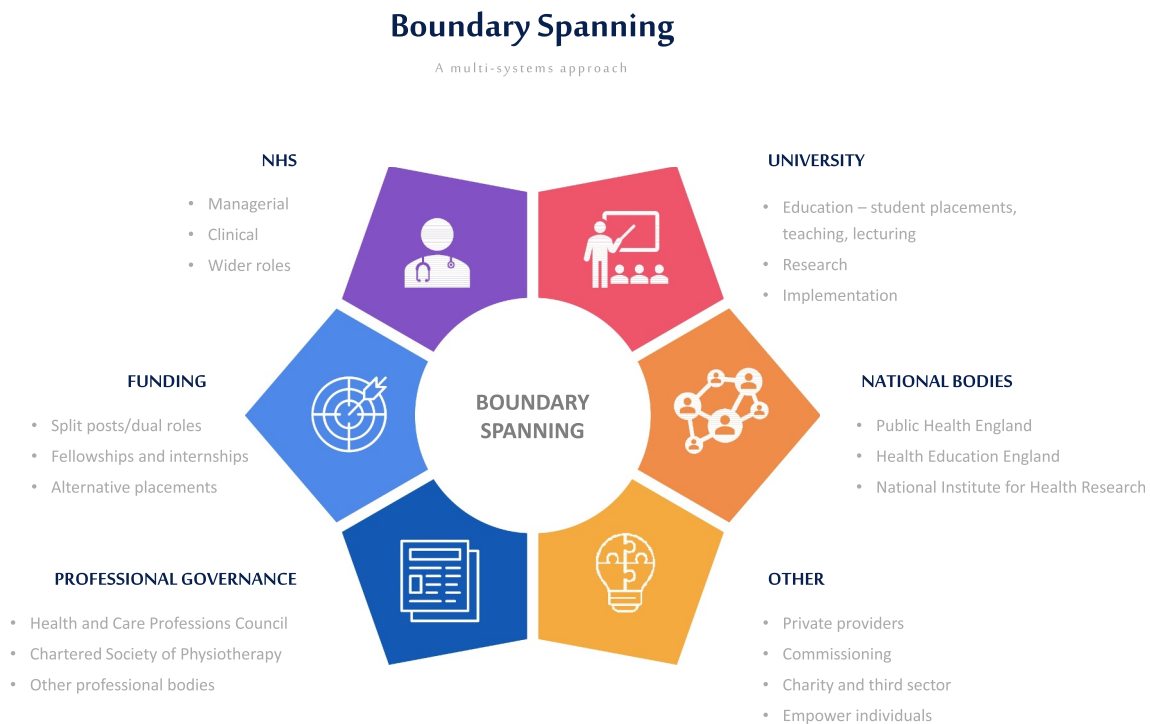 Boundary Spanning
A multi-systems approach
NHS
• Managerial
• Clinical
• Wider roles
UNIVERSITY
• Education – student placements,
teaching, lecturing
• Research
• Implementation
FUNDING
• Split posts/dual roles
• Fellowships and internships
• Alternative placements
BOUNDARY
SPANNING
NATIONAL BODIES
• Public Health England
• Health Education England
• National Institute for Health Research
PROFESSIONAL GOVERNANCE
• Health and Care Professions Council
• Chartered Society of Physiotherapy
• Other professional bodies
OTHER
• Private providers
• Commissioning
• Charity and third sector
• Empower individuals